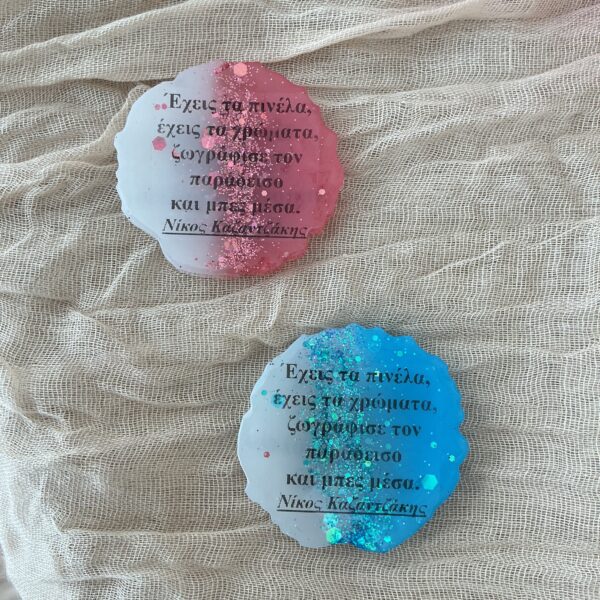 Έχεις τα πινέλα,
έχεις τα χρώματα,
ζωγράφισε τον
παράδεισο
και μπες μέσα.
Νίκος Καζαντζάκης
Έχεις τα πινέλα,
έχεις τα χρώματα,
ζωγράφισε τον
παράδεισο
και μπες μέσα.
Νίκος Καζαντζάκης